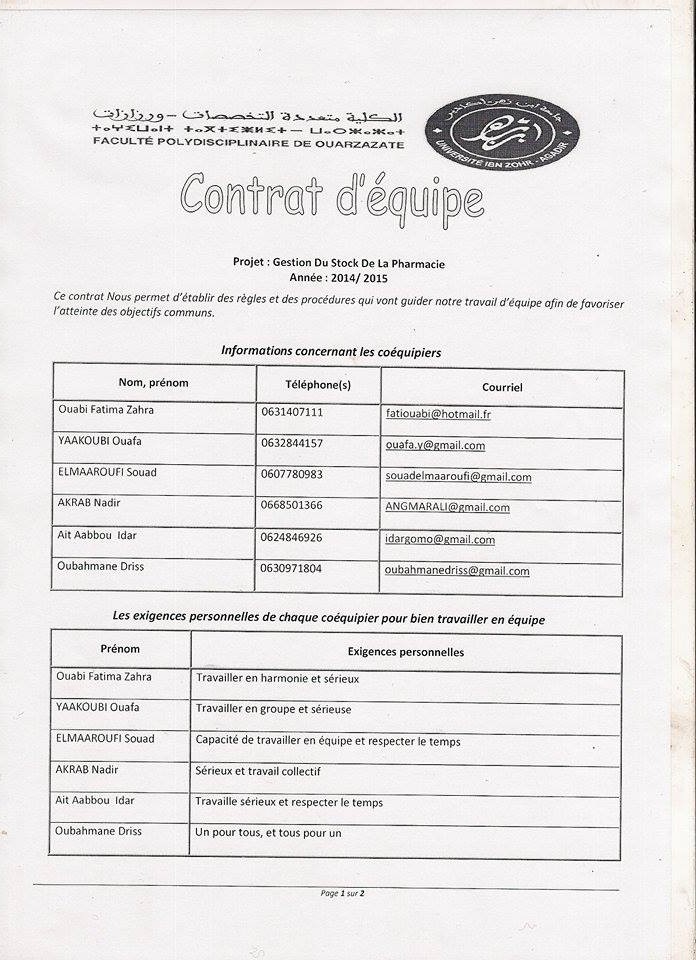 الكلية متعددة التخصصات - ورزازات
ⵜⴰⵖⵉⵡⴰⵏⵜ ⵜⴰⴳⵜⵉⵣⵍⵉⵜ – ⵡⴰⵔⵣⴰⵣⴰⵜ
FACULTÉ POLYDISCIPLINAIRE DE OUARZAZATE
جامعة ابن زهر - أكادير
UNIVERSITÉ IBN ZOHR - AGADIR
Contrat d'équipe
Projet : Gestion Du Stock De La Pharmacie
Année : 2014/ 2015
Ce contrat Nous permet d'établir des règles et des procédures qui vont guider notre travail d'équipe afin de favoriser
l'atteinte des objectifs communs.
Informations concernant les coéquipiers
Nom, prénom Téléphone(s) Courriel
Ouabi Fatima Zahra 0631407111 fatiouabi@hotmail.fr
YAAKOUBI Ouafa 0632844157 ouafa.y@gmail.com
ELMAAROUFI Souad 0607780983 souadelmaaroufi@gmail.com
AKRAB Nadir 0668501366 ANGMARALI@gmail.com
Ait Aabbou Idar 0624846926 idargomo@gmail.com
Oubahmane Driss 0630971804 oubahmanedriss@gmail.com
Les exigences personnelles de chaque coéquipier pour bien travailler en équipe
Prénom Exigences personnelles
Ouabi Fatima Zahra Travailler en harmonie et sérieux
YAAKOUBI Ouafa Travailler en groupe et sérieuse
ELMAAROUFI Souad Capacité de travailler en équipe et respecter le temps
AKRAB Nadir Sérieux et travail collectif
Ait Aabbou Idar Travaille sérieux et respecter le temps
Oubahmane Driss Un pour tous, et tous pour un
Page 1 sur 2